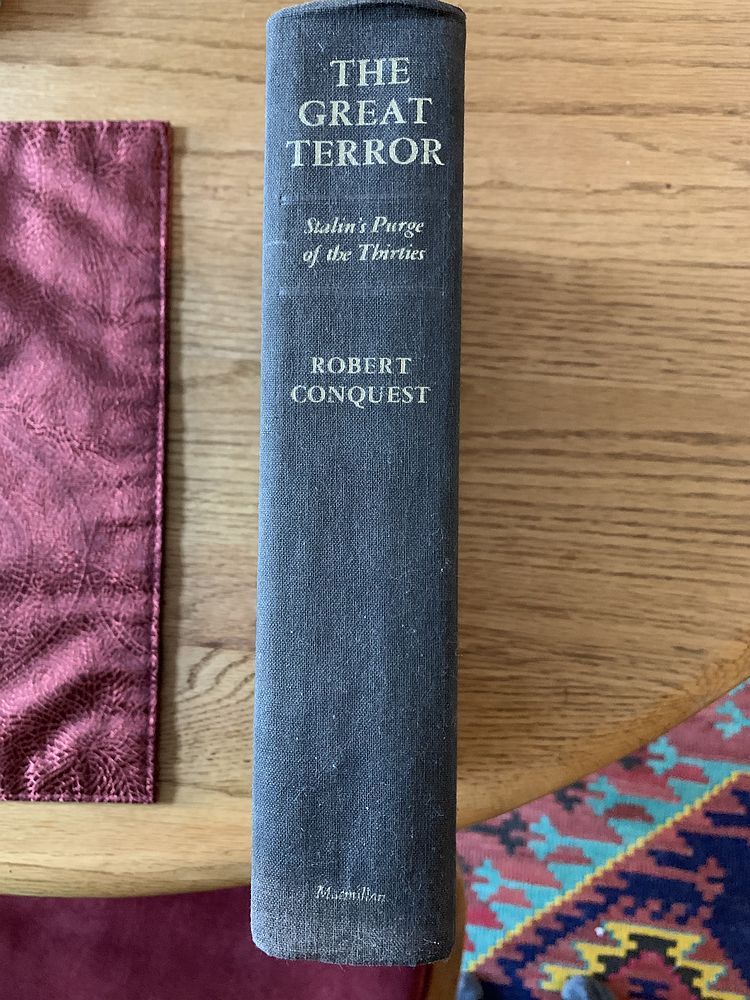 THE
GREAT
TERROR
Stalin's Purge
of the Thirties
ROBERT
CONQUEST
Macmillan